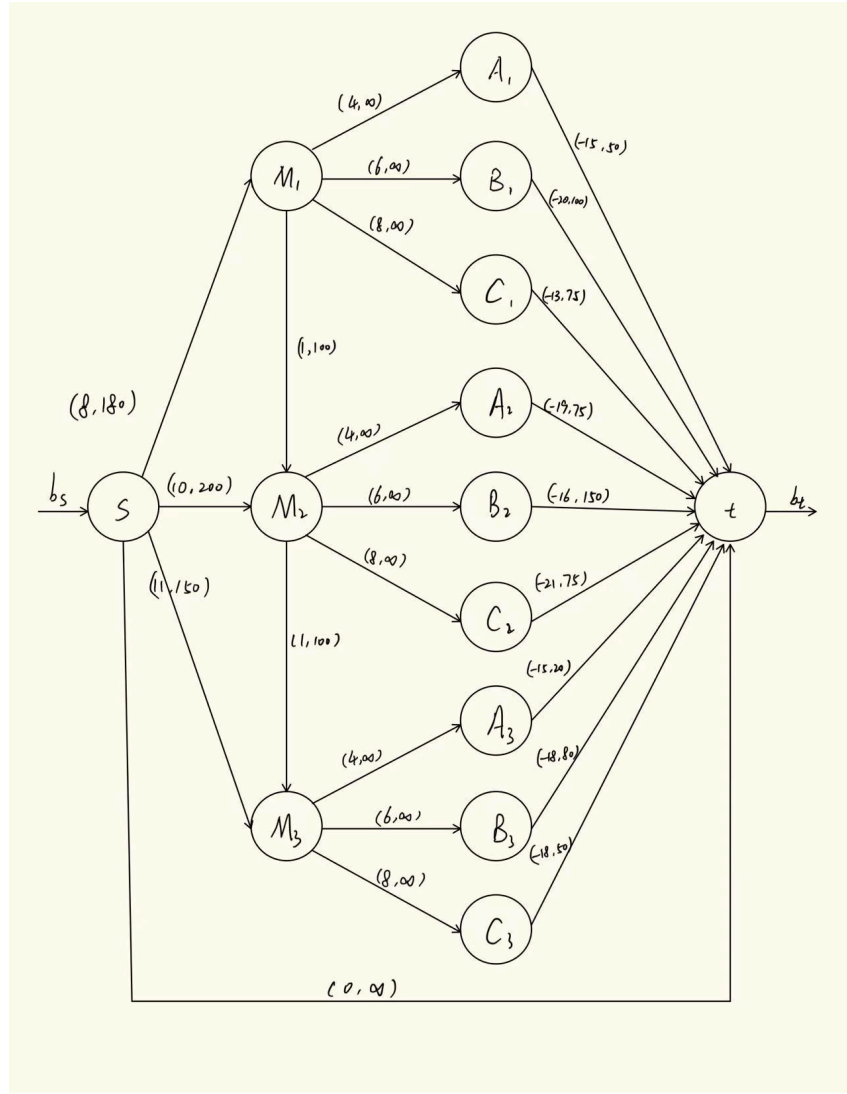 A₁
(4,∞)
(-15,50)
M₁
(6,∞)
B₁
(-20,100)
(8,∞)
C₁
(-13,75)
(1,100)
A₂
(-19,75)
(8,180)
(4,∞)
bₛ
S
(10,200)
M₂
(6,∞)
B₂
(-16,150)
t
bₜ
(11,150)
(8,∞)
C₂
(-21,75)
(1,100)
(-15,20)
A₃
(4,∞)
(-18,80)
M₃
(6,∞)
B₃
(-18,50)
(8,∞)
C₃
(0,∞)